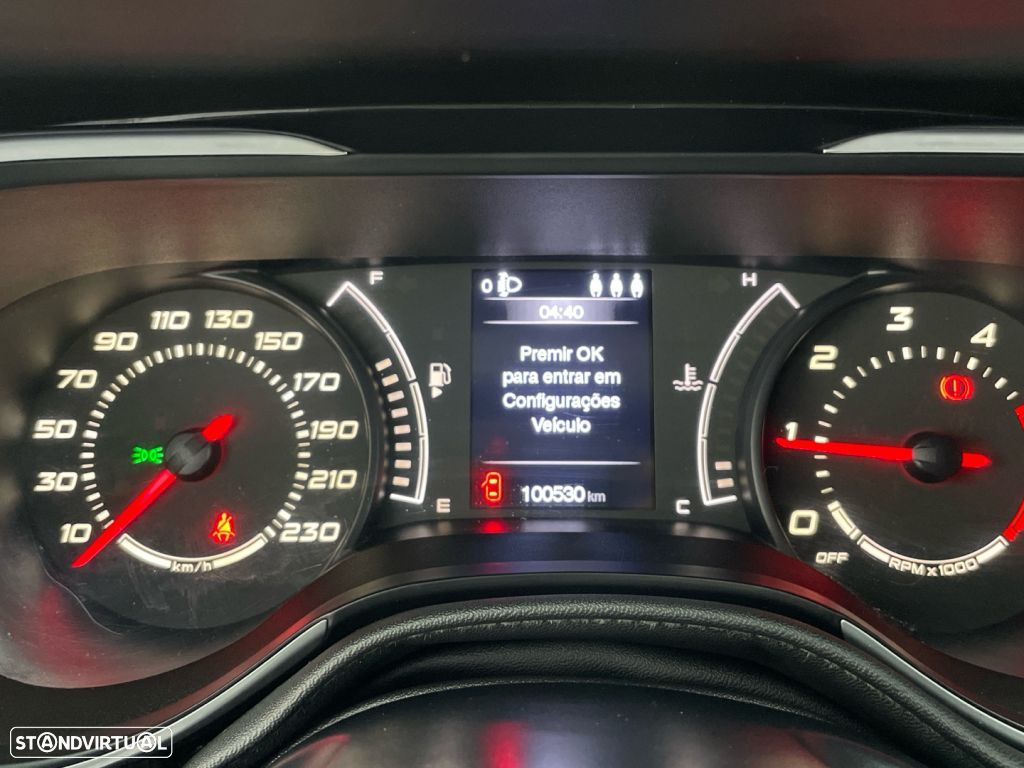 10
30
50
70
90
110
130
150
170
190
210
230
km/h
F
E
0
04:40
Premir OK
para entrar em
Configurações
Veículo
100530 km
H
C
0
1
2
3
4
OFF
RPM x 1000
STANDVIRTUAL